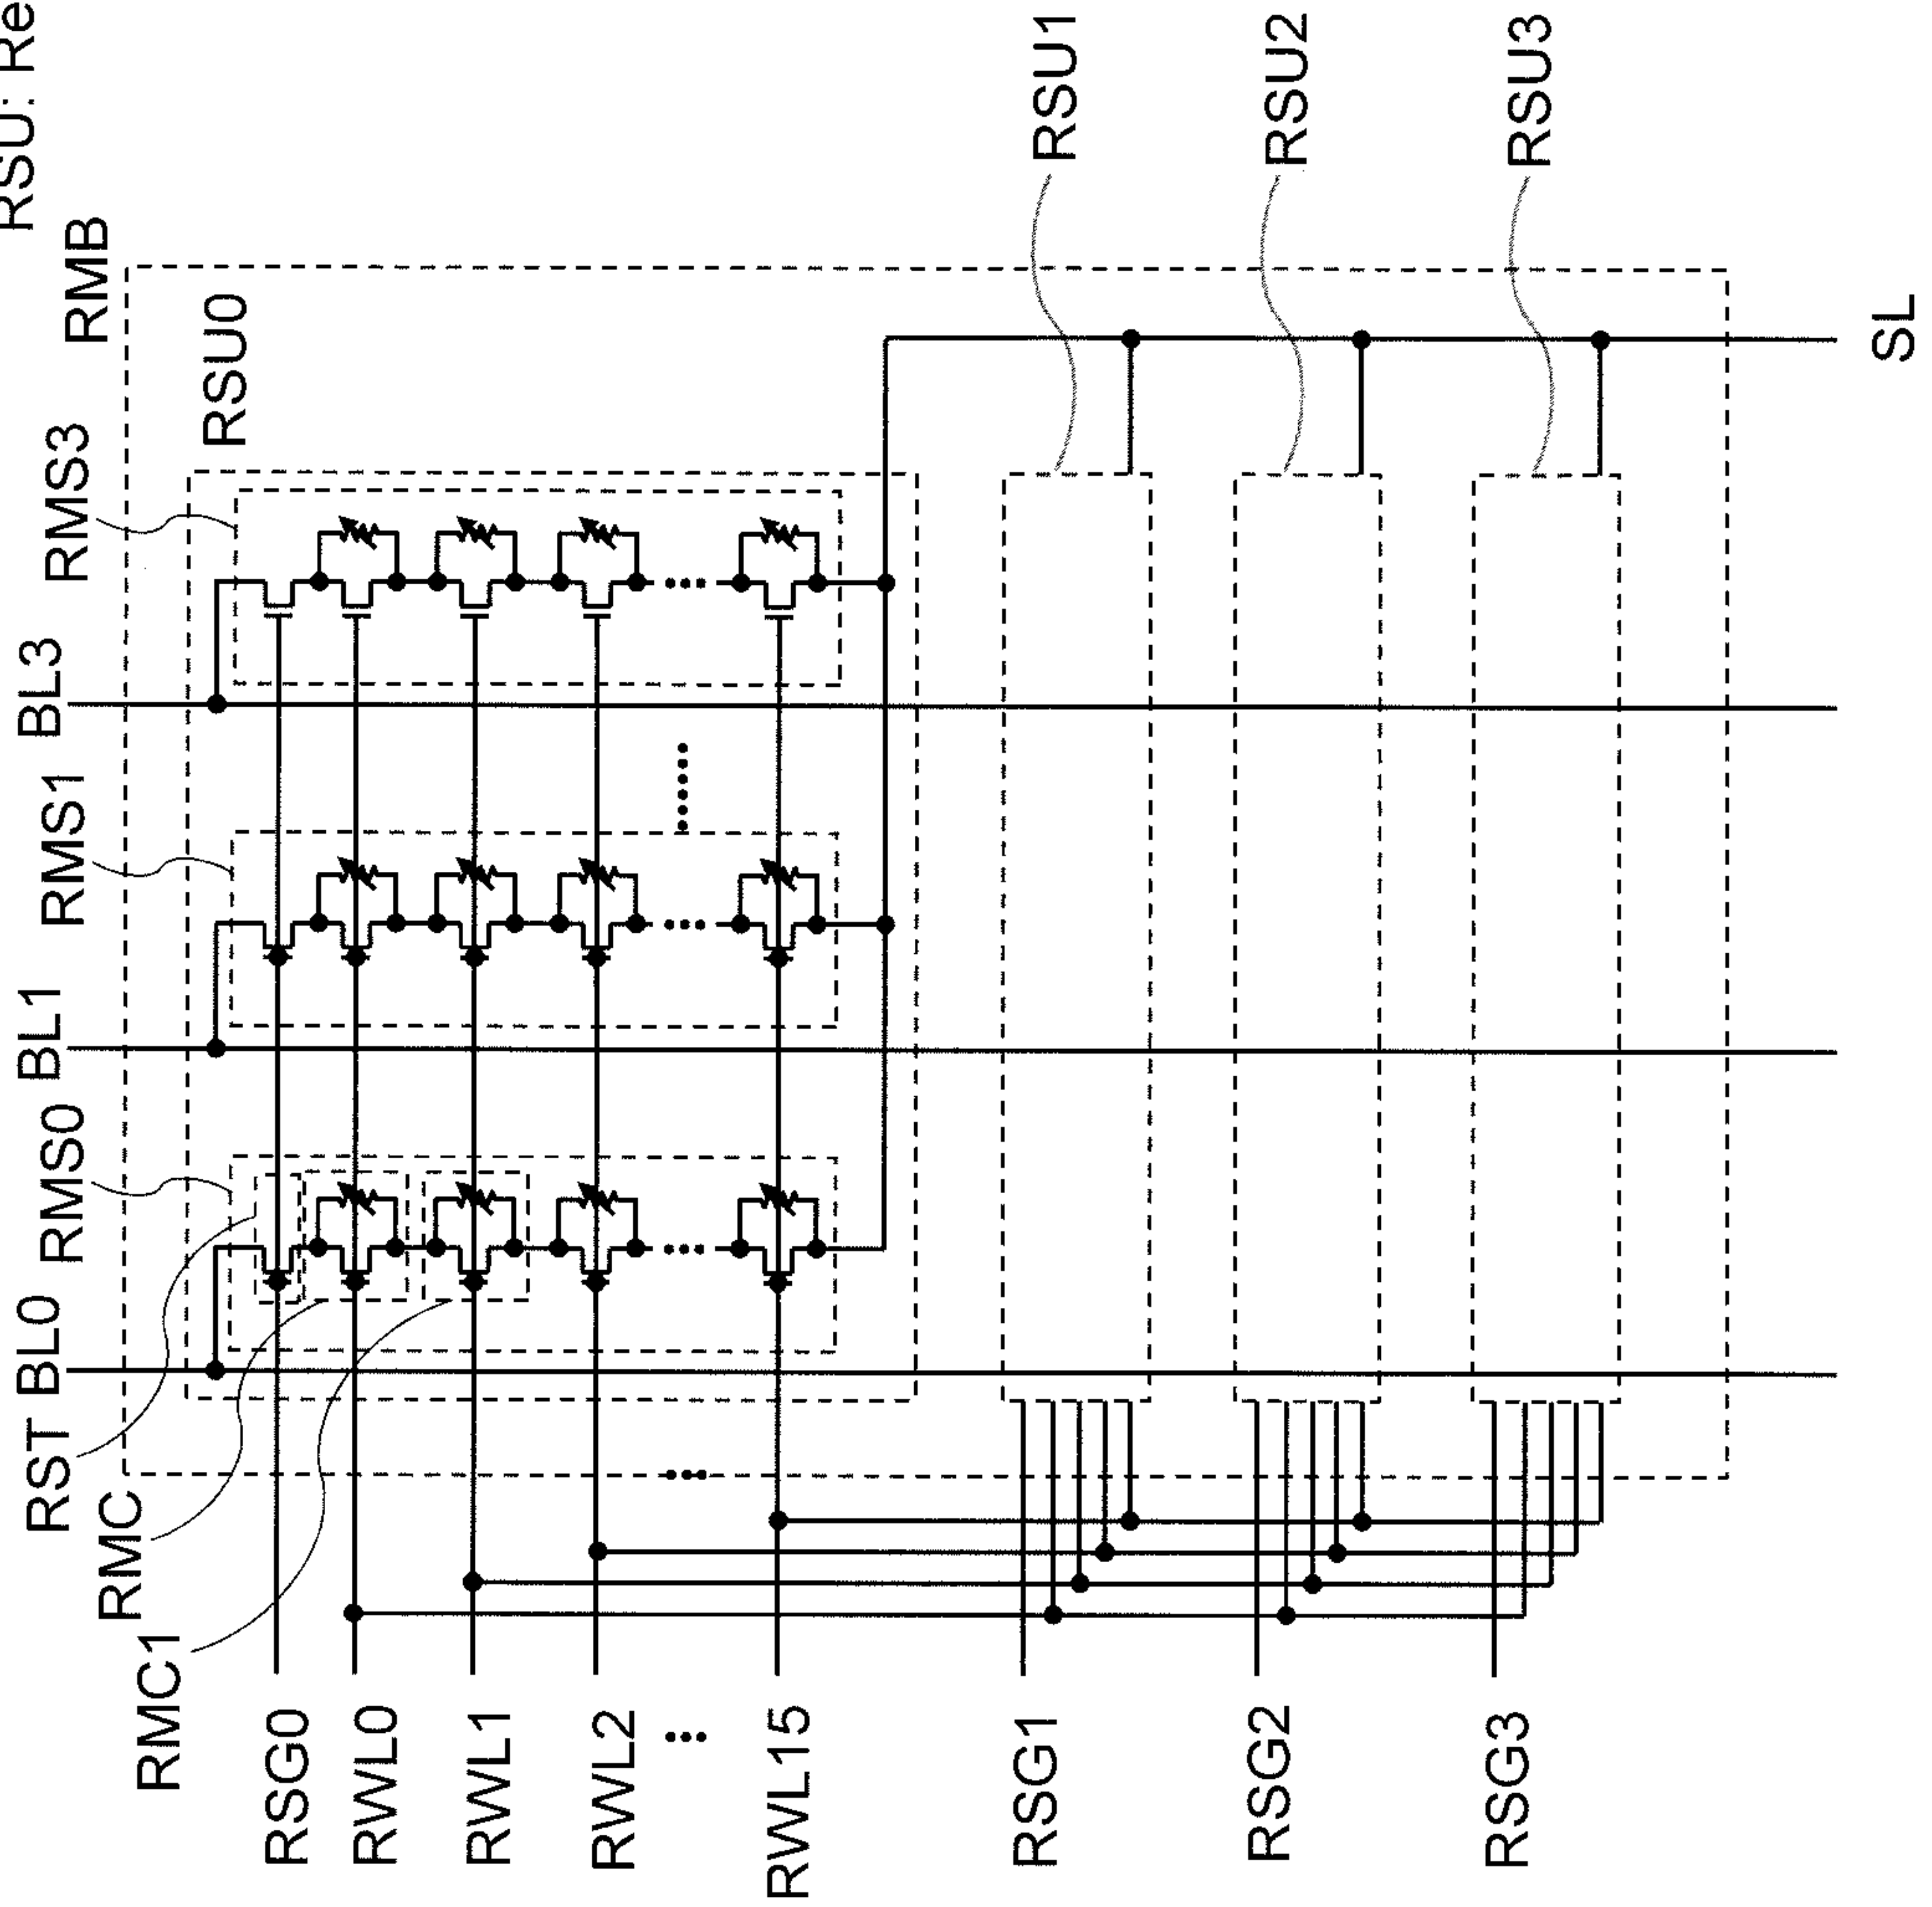 RSU: Re
RMB
RSU0
RMS3
BL3
RMS1
BL1
RMS0
BL0
RST
RMC
RMC1
RSG0
RWL0
RWL1
RWL2
RWL15
RSG1
RSG2
RSG3
RSU1
RSU2
RSU3
SL